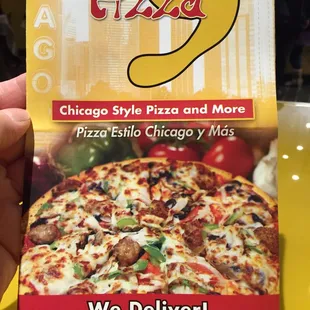 Pizza
AGO
Chicago Style Pizza and More
Pizza Estilo Chicago y Más
We Deliver!